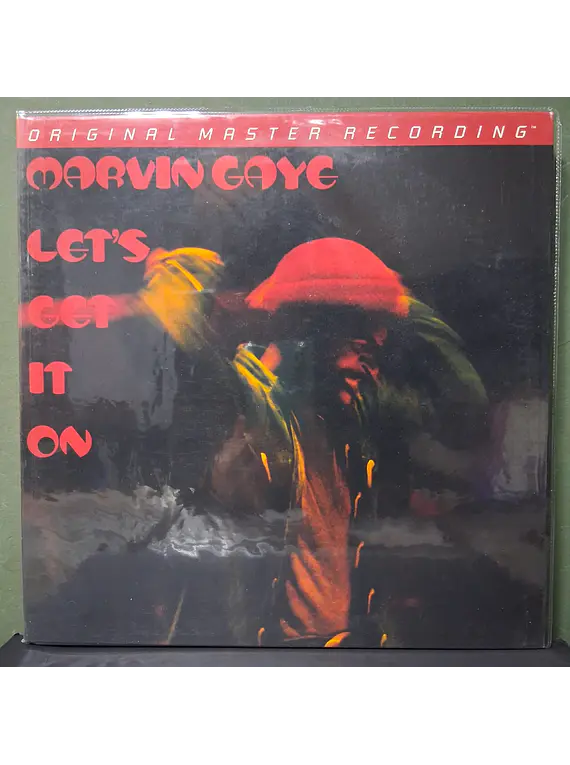 ORIGINAL MASTER RECORDING™
MARVIN GAYE
LET'S
GET
IT
ON